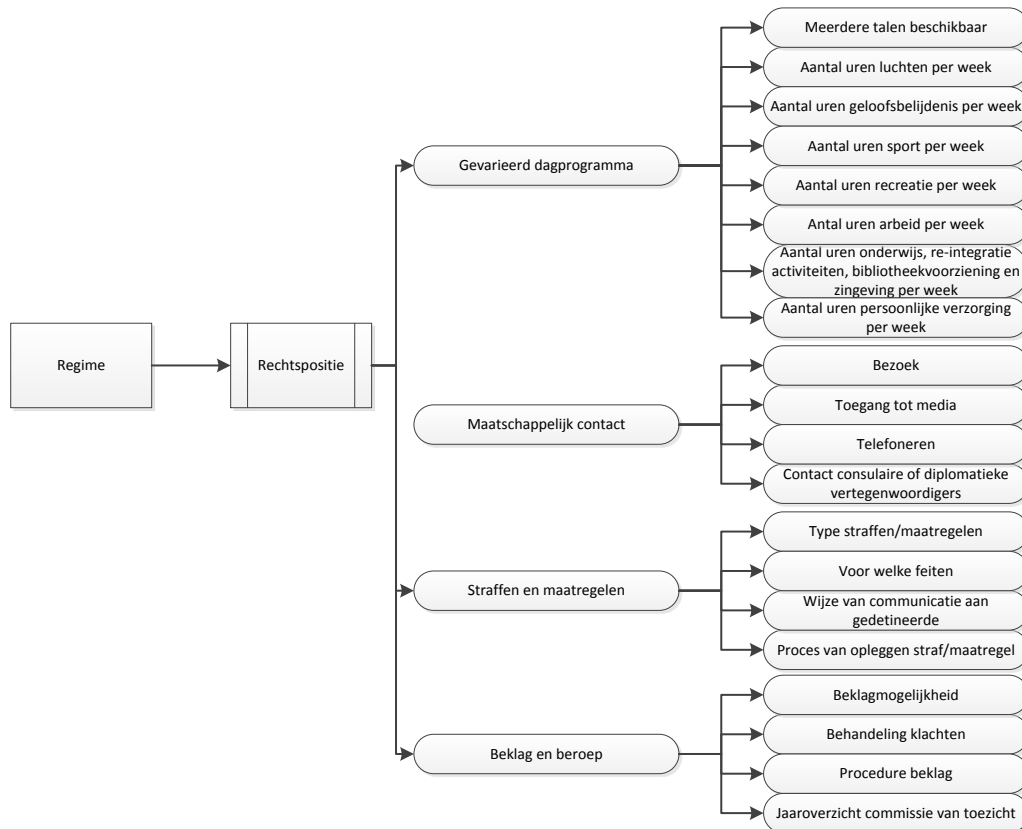 Regime
Rechtspositie
Gevarieerd dagprogramma
Meerdere talen beschikbaar
Aantal uren luchten per week
Aantal uren geloofsbelijdenis per week
Aantal uren sport per week
Aantal uren recreatie per week
Antal uren arbeid per week
Aantal uren onderwijs, re-integratie
activiteiten, bibliotheekvoorziening en
zingeving per week
Aantal uren persoonlijke verzorging
per week
Maatschappelijk contact
Bezoek
Toegang tot media
Telefoneren
Contact consulaire of diplomatieke
vertegenwoordigers
Straffen en maatregelen
Type straffen/maatregelen
Voor welke feiten
Wijze van communicatie aan
gedetineerde
Proces van opleggen straf/maatregel
Beklag en beroep
Beklagmogelijkheid
Behandeling klachten
Procedure beklag
Jaaroverzicht commissie van toezicht